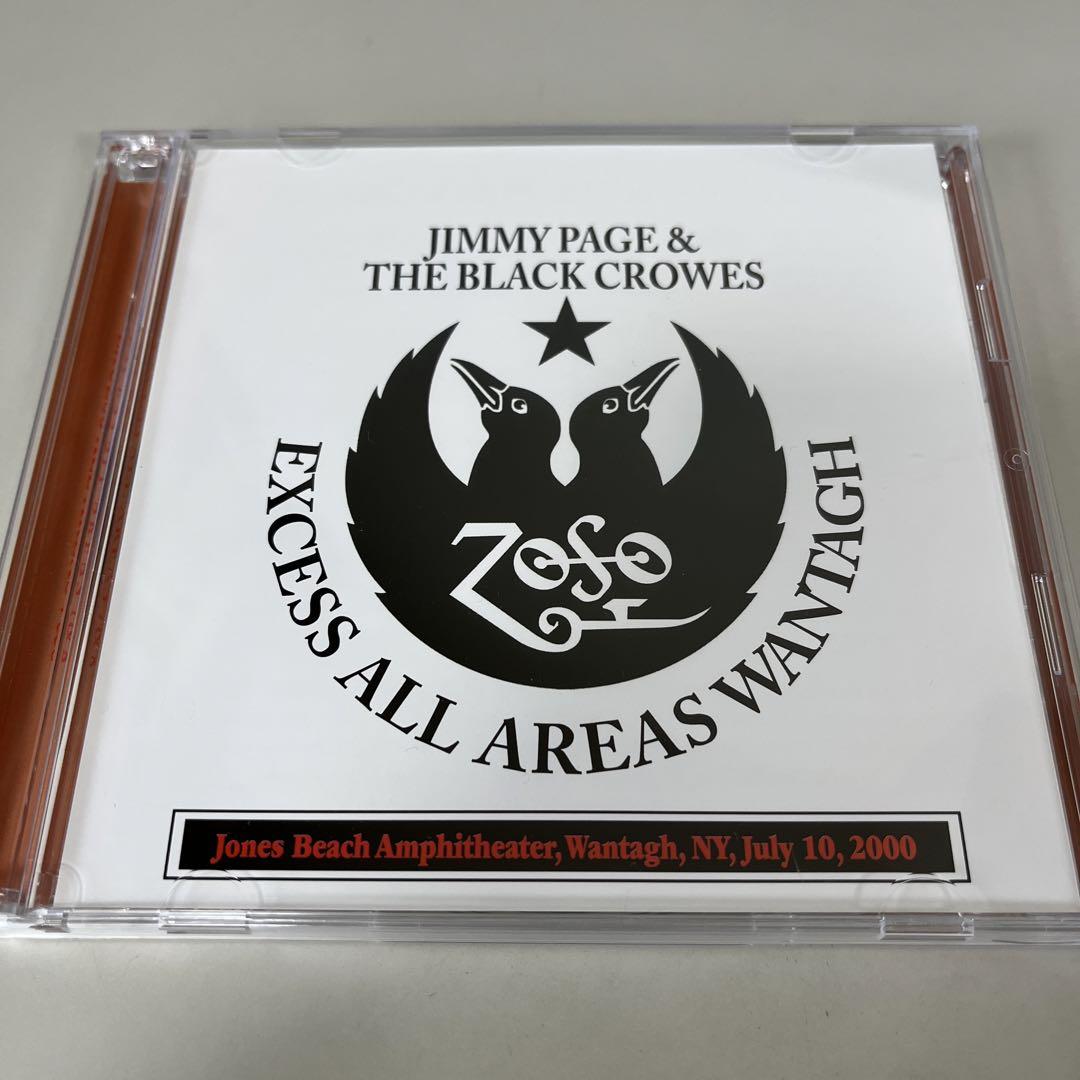 JIMMY PAGE &
THE BLACK CROWES
ZOSO
EXCESS ALL AREAS WANTAGH
Jones Beach Amphitheater, Wantagh, NY, July 10, 2000